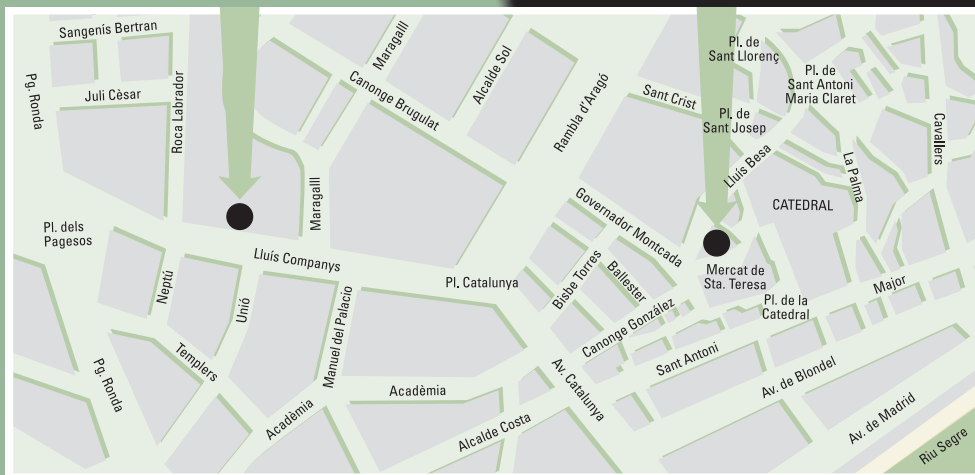 Sangenís Bertran
Pg. Ronda
Juli Cèsar
Roca Labrador
Maragalll
Canonge Brugulat
Alcalde Sol
Rambla d'Aragó
Sant Crist
Pl. de
Sant Llorenç
Pl. de
Sant Antoni
Maria Claret
Pl. de
Sant Josep
Lluís Besa
La Palma
Cavallers
CATEDRAL
Maragalll
Pl. dels
Pagesos
Lluís Companys
Governador Montcada
Bisbe Torres
Ballester
Mercat de
Sta. Teresa
Pl. Catalunya
Neptú
Unió
Manuel del Palacio
Canonge González
Pl. de la
Catedral
Major
Templers
Pg. Ronda
Acadèmia
Acadèmia
Av. Catalunya
Sant Antoni
Av. de Blondel
Alcalde Costa
Av. de Madrid
Riu Segre